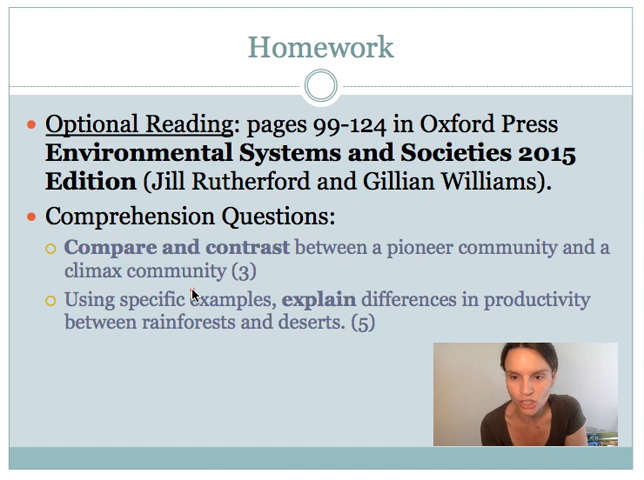 Homework
Optional Reading: pages 99-124 in Oxford Press
Environmental Systems and Societies 2015
Edition (Jill Rutherford and Gillian Williams).
Comprehension Questions:
Compare and contrast between a pioneer community and a
climax community (3)
Using specific examples, explain differences in productivity
between rainforests and deserts. (5)